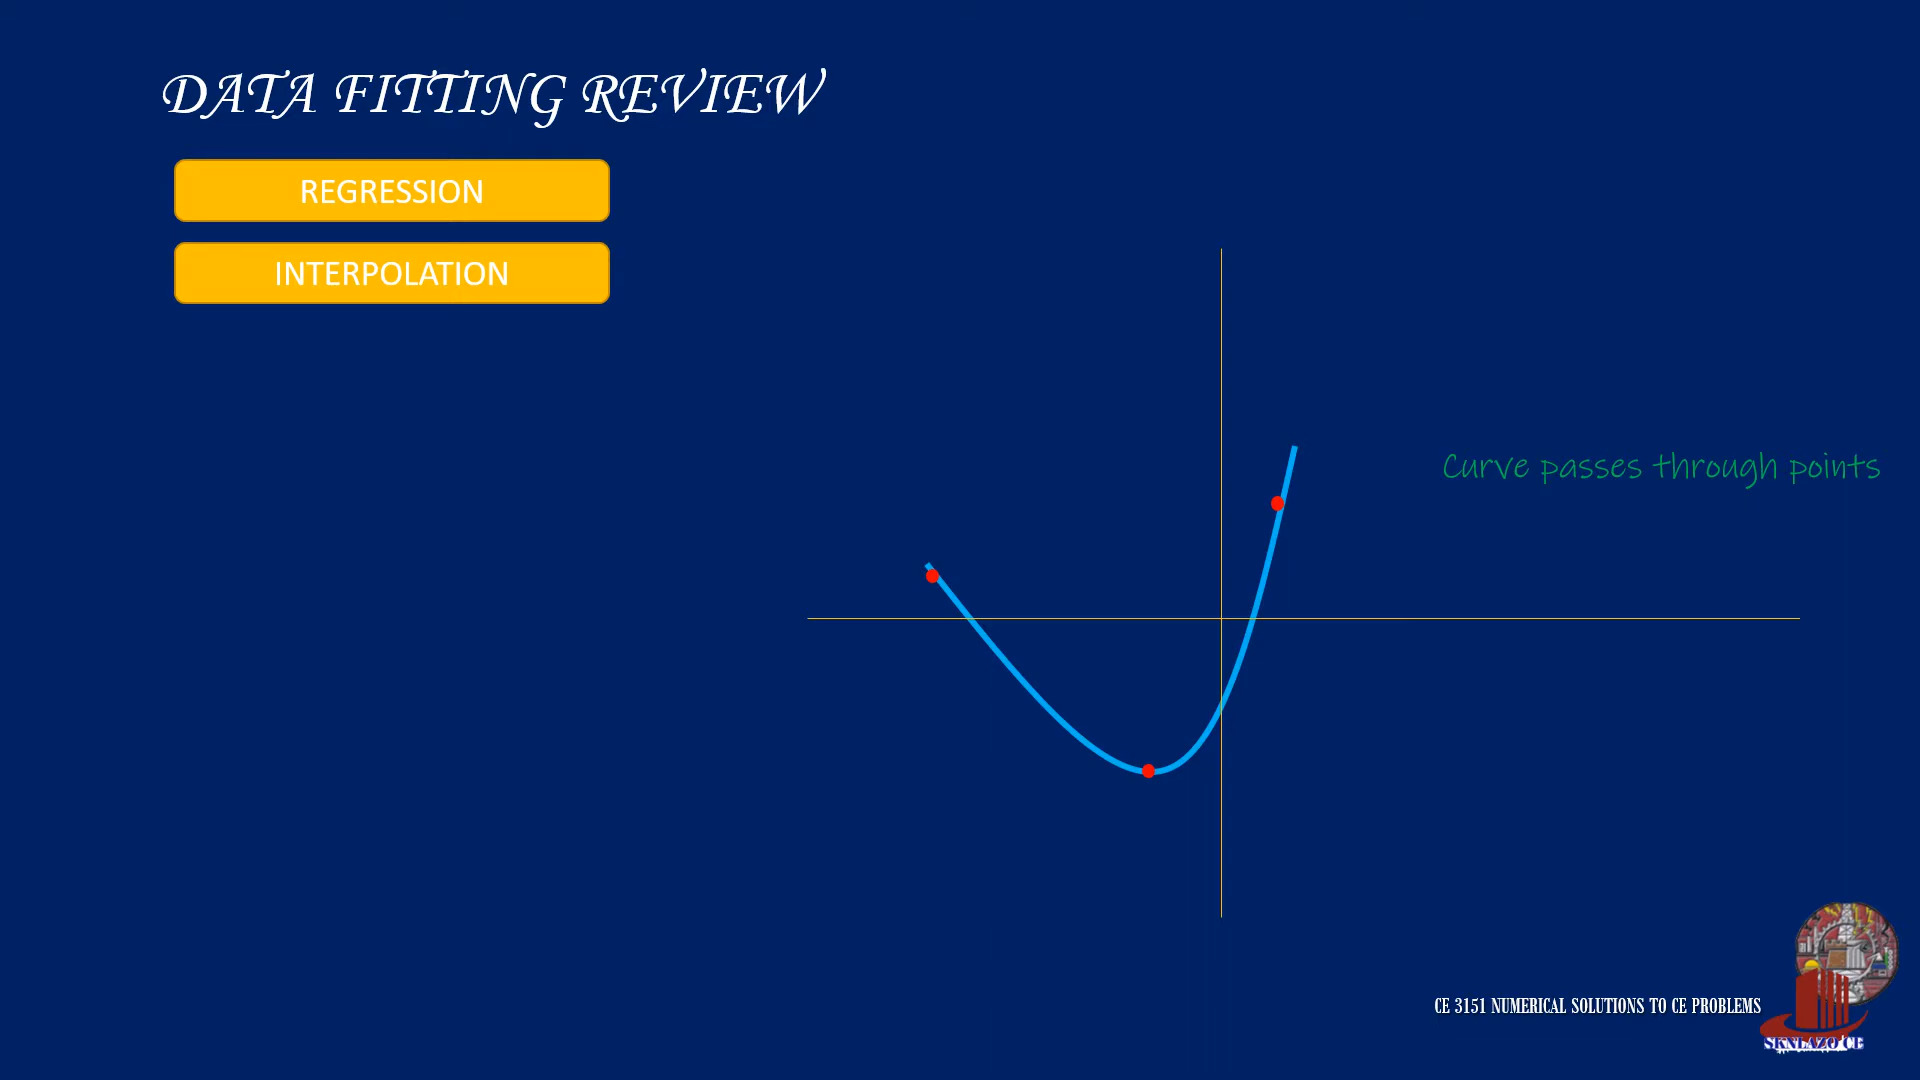 DATA FITTING REVIEW
REGRESSION
INTERPOLATION
Curve passes through points
CE 3151 NUMERICAL SOLUTIONS TO CE PROBLEMS